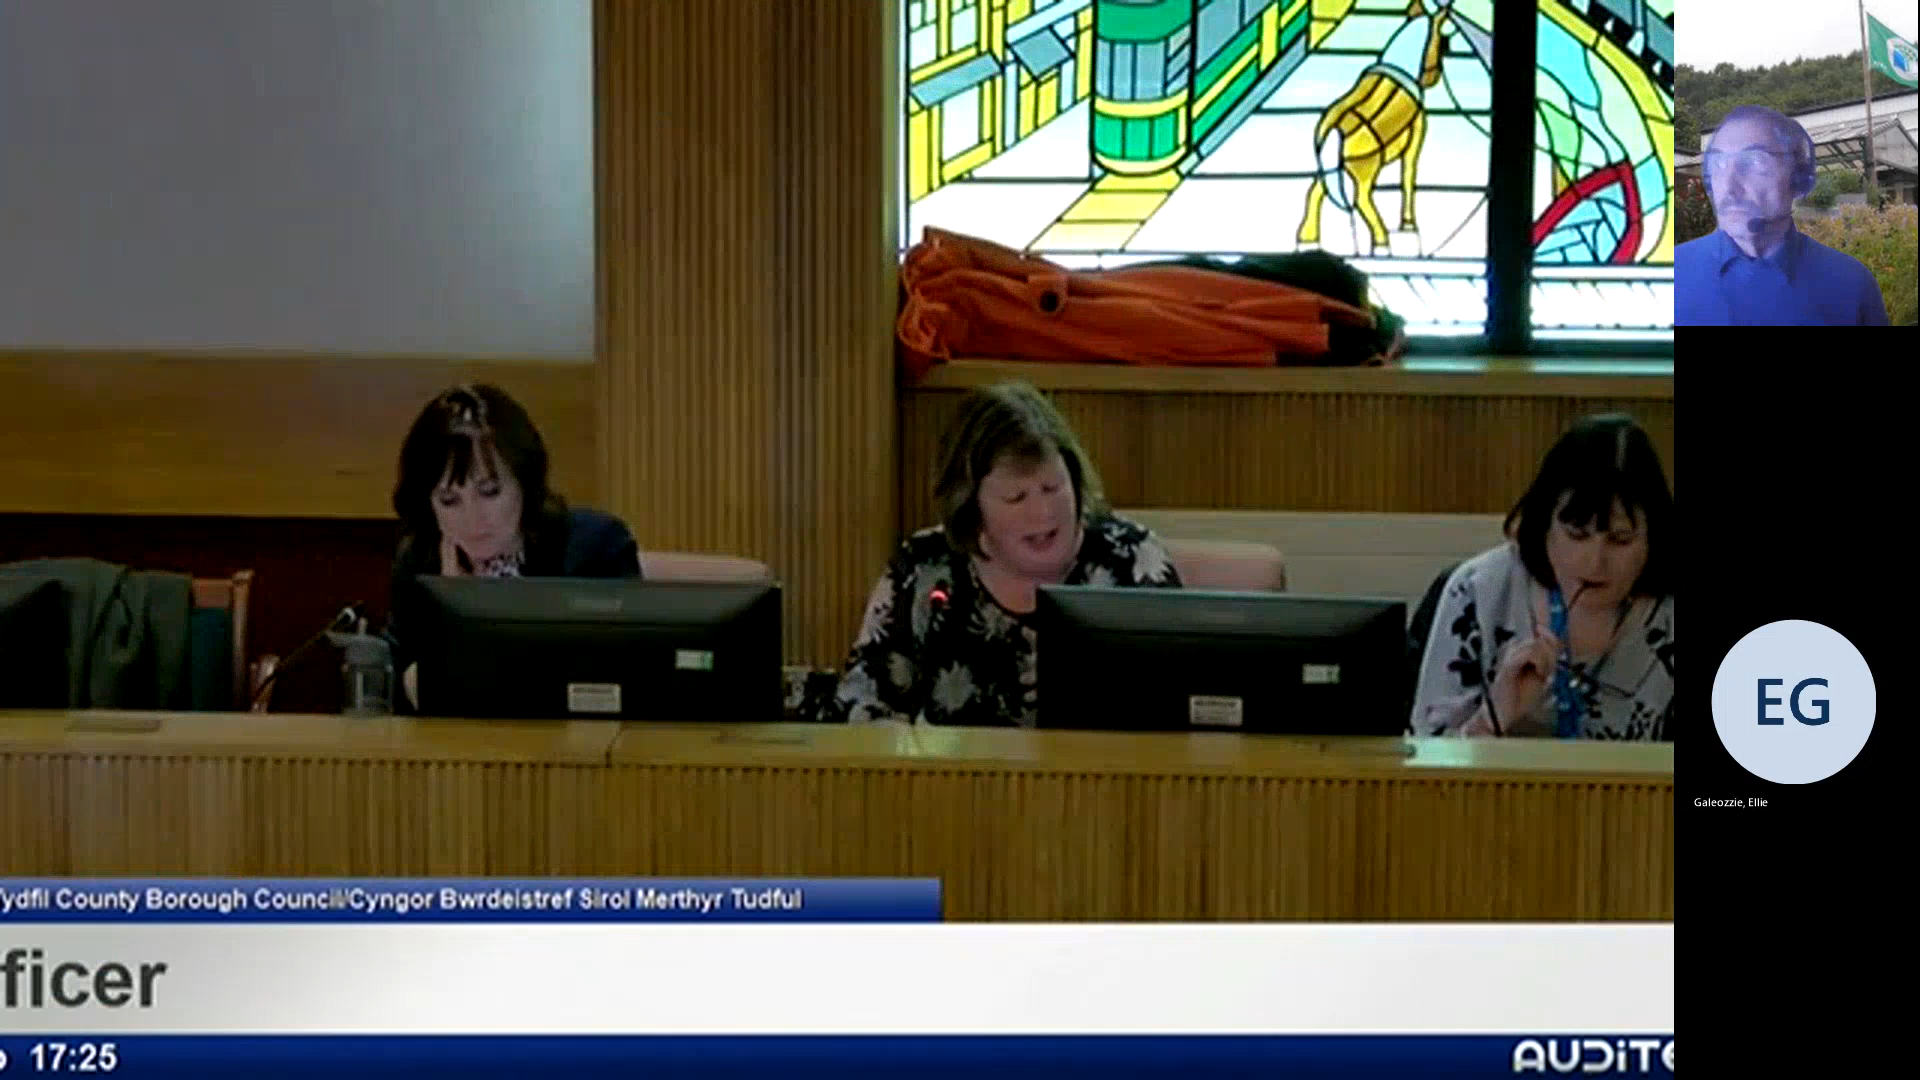 EG
Galeozzie, Ellie
ydfil County Borough Council/Cyngor Bwrdeistref Sirol Merthyr Tudful
ficer
17:25
AUDiTE